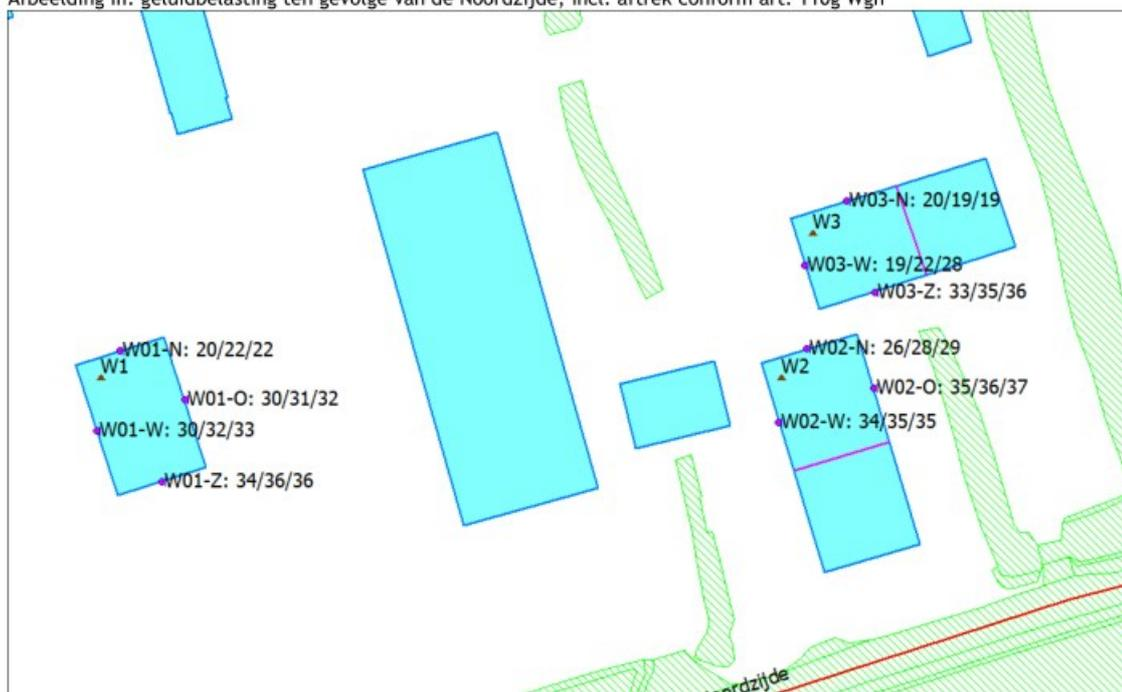 Afbeelding III: geluidbelasting ten gevolge van de Noordzijde, incl. aftrek conform art. 110g Wgh
W03-N: 20/19/19
W3
W03-W: 19/22/28
W03-Z: 33/35/36
W01-N: 20/22/22
W1
W01-O: 30/31/32
W01-W: 30/32/33
W01-Z: 34/36/36
W02-N: 26/28/29
W2
W02-O: 35/36/37
W02-W: 34/35/35
Noordzijde